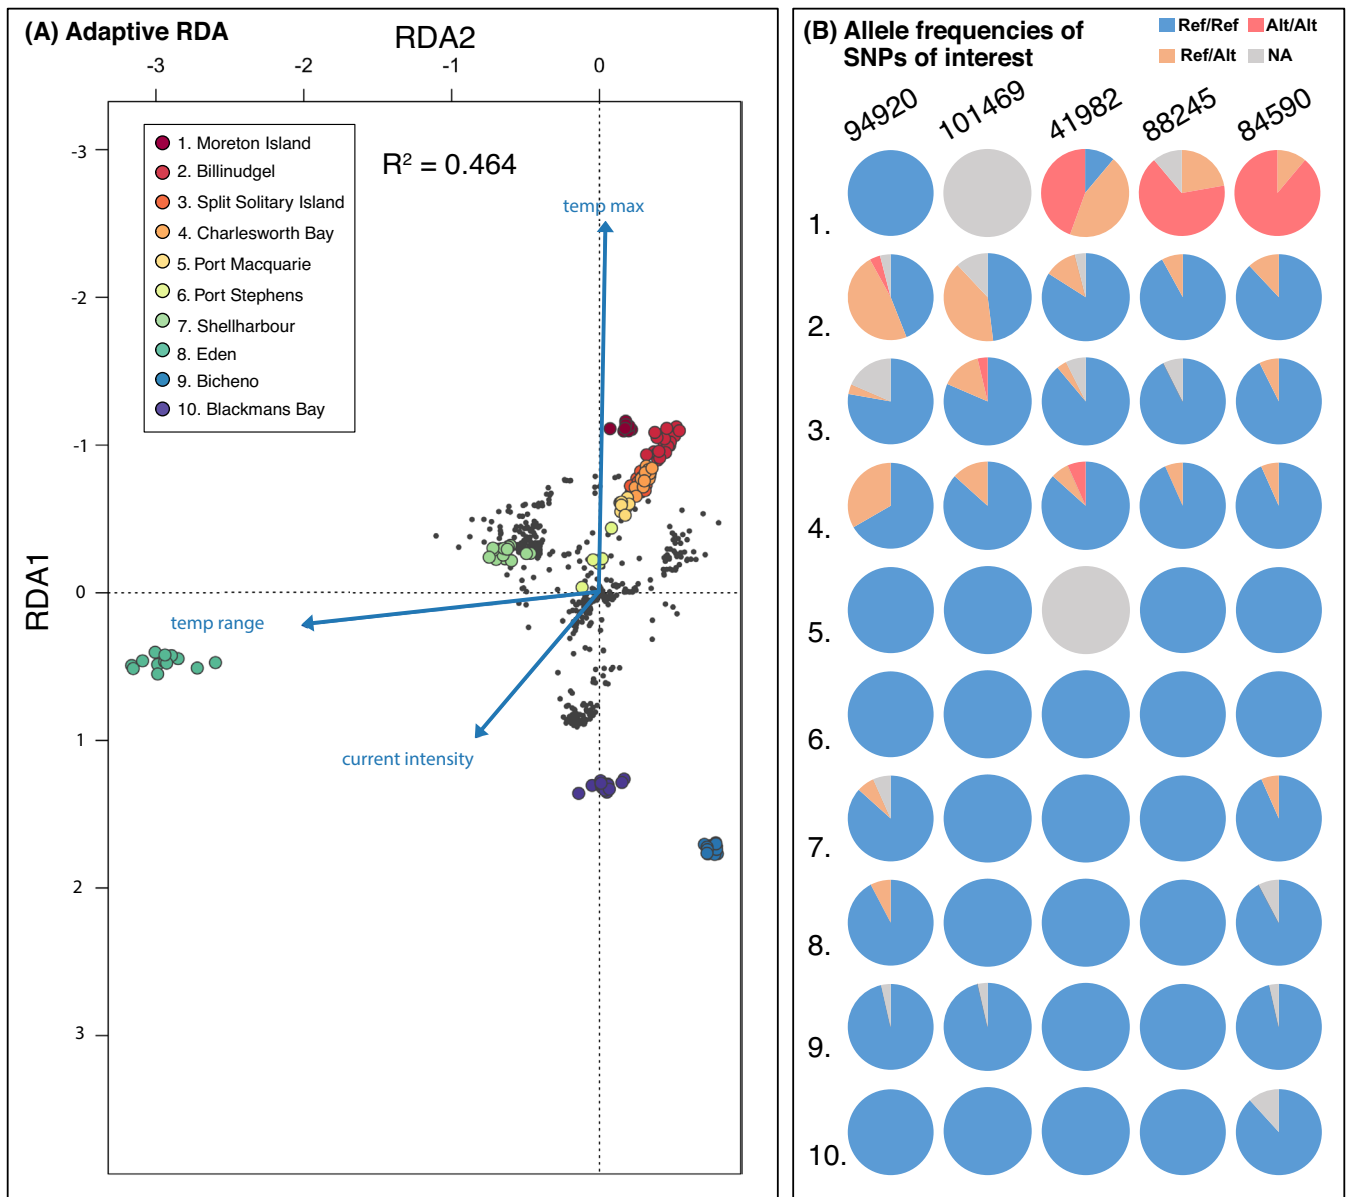 (A) Adaptive RDA
RDA2
-3 -2 -1 0
-3
-2
-1
0
1
2
3
RDA1
1. Moreton Island
2. Billinudgel
3. Split Solitary Island
4. Charlesworth Bay
5. Port Macquarie
6. Port Stephens
7. Shellharbour
8. Eden
9. Bicheno
10. Blackmans Bay
R² = 0.464
temp max
temp range
current intensity
(B) Allele frequencies of
SNPs of interest
Ref/Ref Alt/Alt
Ref/Alt NA
94920 101469 41982 88245 84590
1.
2.
3.
4.
5.
6.
7.
8.
9.
10.